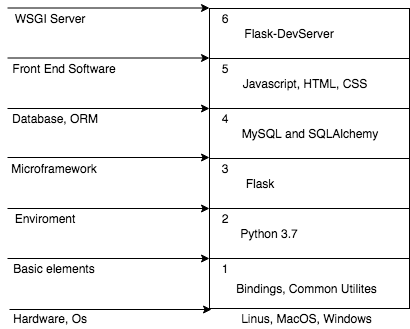 WSGI Server
6
Flask-DevServer
Front End Software
5
Javascript, HTML, CSS
Database, ORM
4
MySQL and SQLAlchemy
Microframework
3
Flask
Enviroment
2
Python 3.7
Basic elements
1
Bindings, Common Utilites
Hardware, Os
Linus, MacOS, Windows